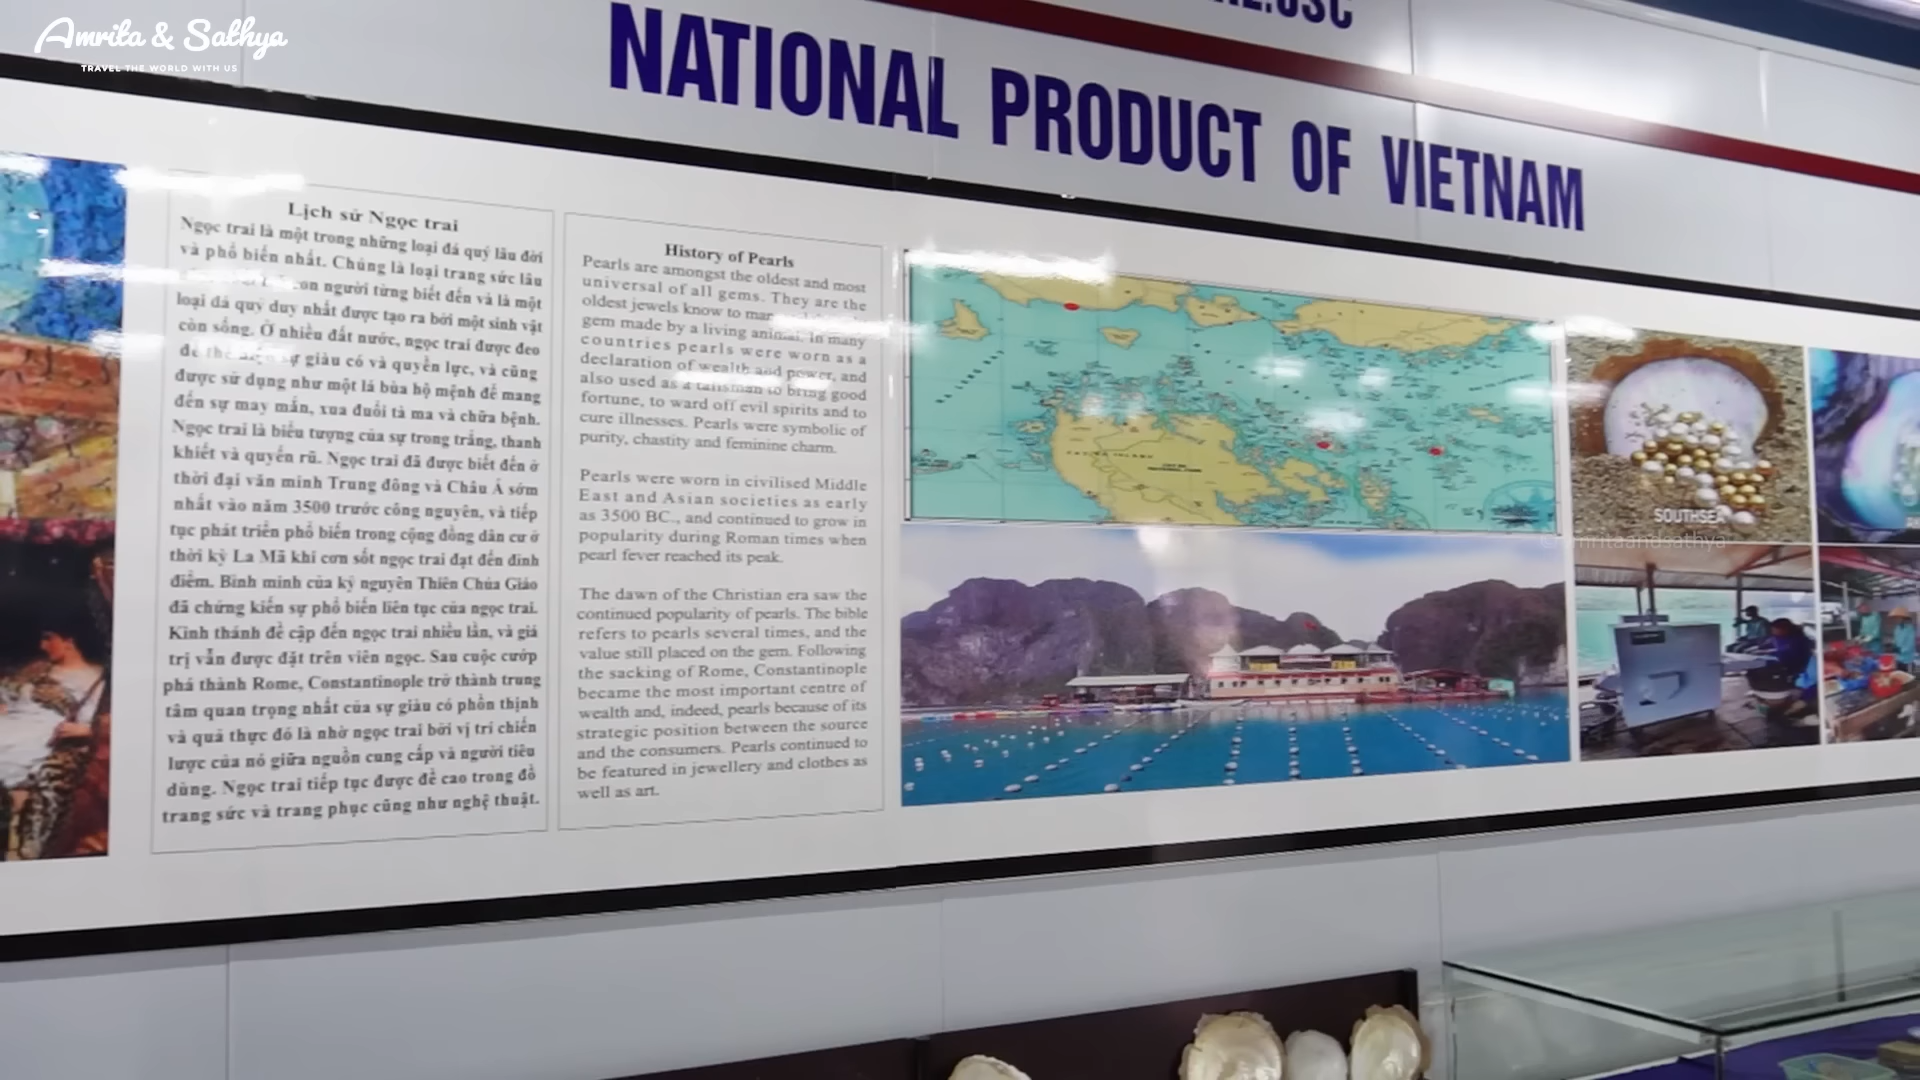 Amrita & Sathya
TRAVEL THE WORLD WITH US
NATIONAL PRODUCT OF VIETNAM
Lịch sử Ngọc trai
Ngọc trai là một trong những loại đá quý lâu đời
và phổ biến nhất. Chúng là loại trang sức lâu
con người từng biết đến và là một
loại đá quý duy nhất được tạo ra bởi một sinh vật
còn sống. Ở nhiều đất nước, ngọc trai được đeo
để thể hiện sự giàu có và quyền lực, và cũng
được sử dụng như một lá bùa hộ mệnh để mang
đến sự may mắn, xua đuổi tà ma và chữa bệnh.
Ngọc trai là biểu tượng của sự trong trắng, thanh
khiết và quyến rũ. Ngọc trai đã được biết đến ở
thời đại văn minh Trung đông và Châu Á sớm
nhất vào năm 3500 trước công nguyên, và tiếp
tục phát triển phổ biến trong cộng đồng dân cư ở
thời kỳ La Mã khi cơn sốt ngọc trai đạt đến đỉnh
điểm. Bình minh của kỷ nguyên Thiên Chúa Giáo
đã chứng kiến sự phổ biến liên tục của ngọc trai.
Kinh thánh đề cập đến ngọc trai nhiều lần, và giá
trị vẫn được đặt trên viên ngọc. Sau cuộc cướp
phá thành Rome, Constantinople trở thành trung
tâm quan trọng nhất của sự giàu có phồn thịnh
và quả thực đó là nhờ ngọc trai bởi vị trí chiến
lược của nó giữa nguồn cung cấp và người tiêu
dùng. Ngọc trai tiếp tục được đề cao trong đồ
trang sức và trang phục cũng như nghệ thuật.
History of Pearls
Pearls are amongst the oldest and most
universal of all gems. They are the
oldest jewels know to man
gem made by a living animal. In many
countries pearls were worn as a
declaration of wealth and power, and
also used as a talisman to bring good
fortune, to ward off evil spirits and to
cure illnesses. Pearls were symbolic of
purity, chastity and feminine charm.
Pearls were worn in civilised Middle
East and Asian societies as early
as 3500 BC., and continued to grow in
popularity during Roman times when
pearl fever reached its peak.
The dawn of the Christian era saw the
continued popularity of pearls. The bible
refers to pearls several times, and the
value still placed on the gem. Following
the sacking of Rome, Constantinople
became the most important centre of
wealth and, indeed, pearls because of its
strategic position between the source
and the consumers. Pearls continued to
be featured in jewellery and clothes as
well as art.
SOUTHSEA
@amritaandsathya